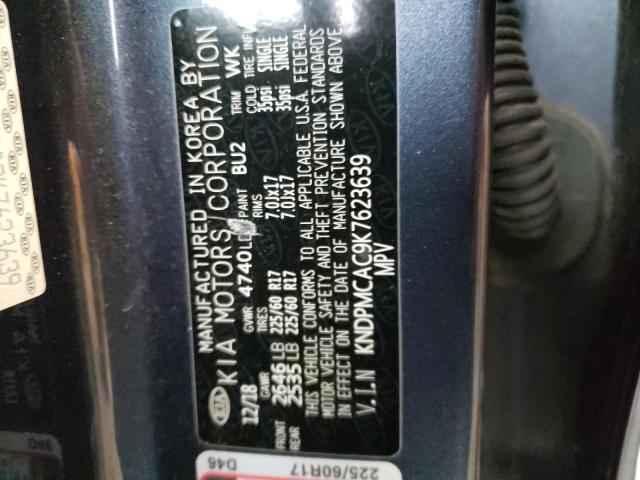 MANUFACTURED IN KOREA BY
KIA KIA MOTORS CORPORATION
12/18 GVWR 4740LB PAINT BU2 TRIM WK
GAWR TIRES RIMS COLD TIRE INFL
FRONT 2646LB 225/60 R17 7.0Jx17 35psi SINGLE
REAR 2535LB 225/60 R17 7.0Jx17 35psi SINGLE
THIS VEHICLE CONFORMS TO ALL APPLICABLE U.S.A. FEDERAL
MOTOR VEHICLE SAFETY AND THEFT PREVENTION STANDARDS
IN EFFECT ON THE DATE OF MANUFACTURE SHOWN ABOVE.
V.I.N KNDPMCAC9K7623639
MPV
D46
225/60R17